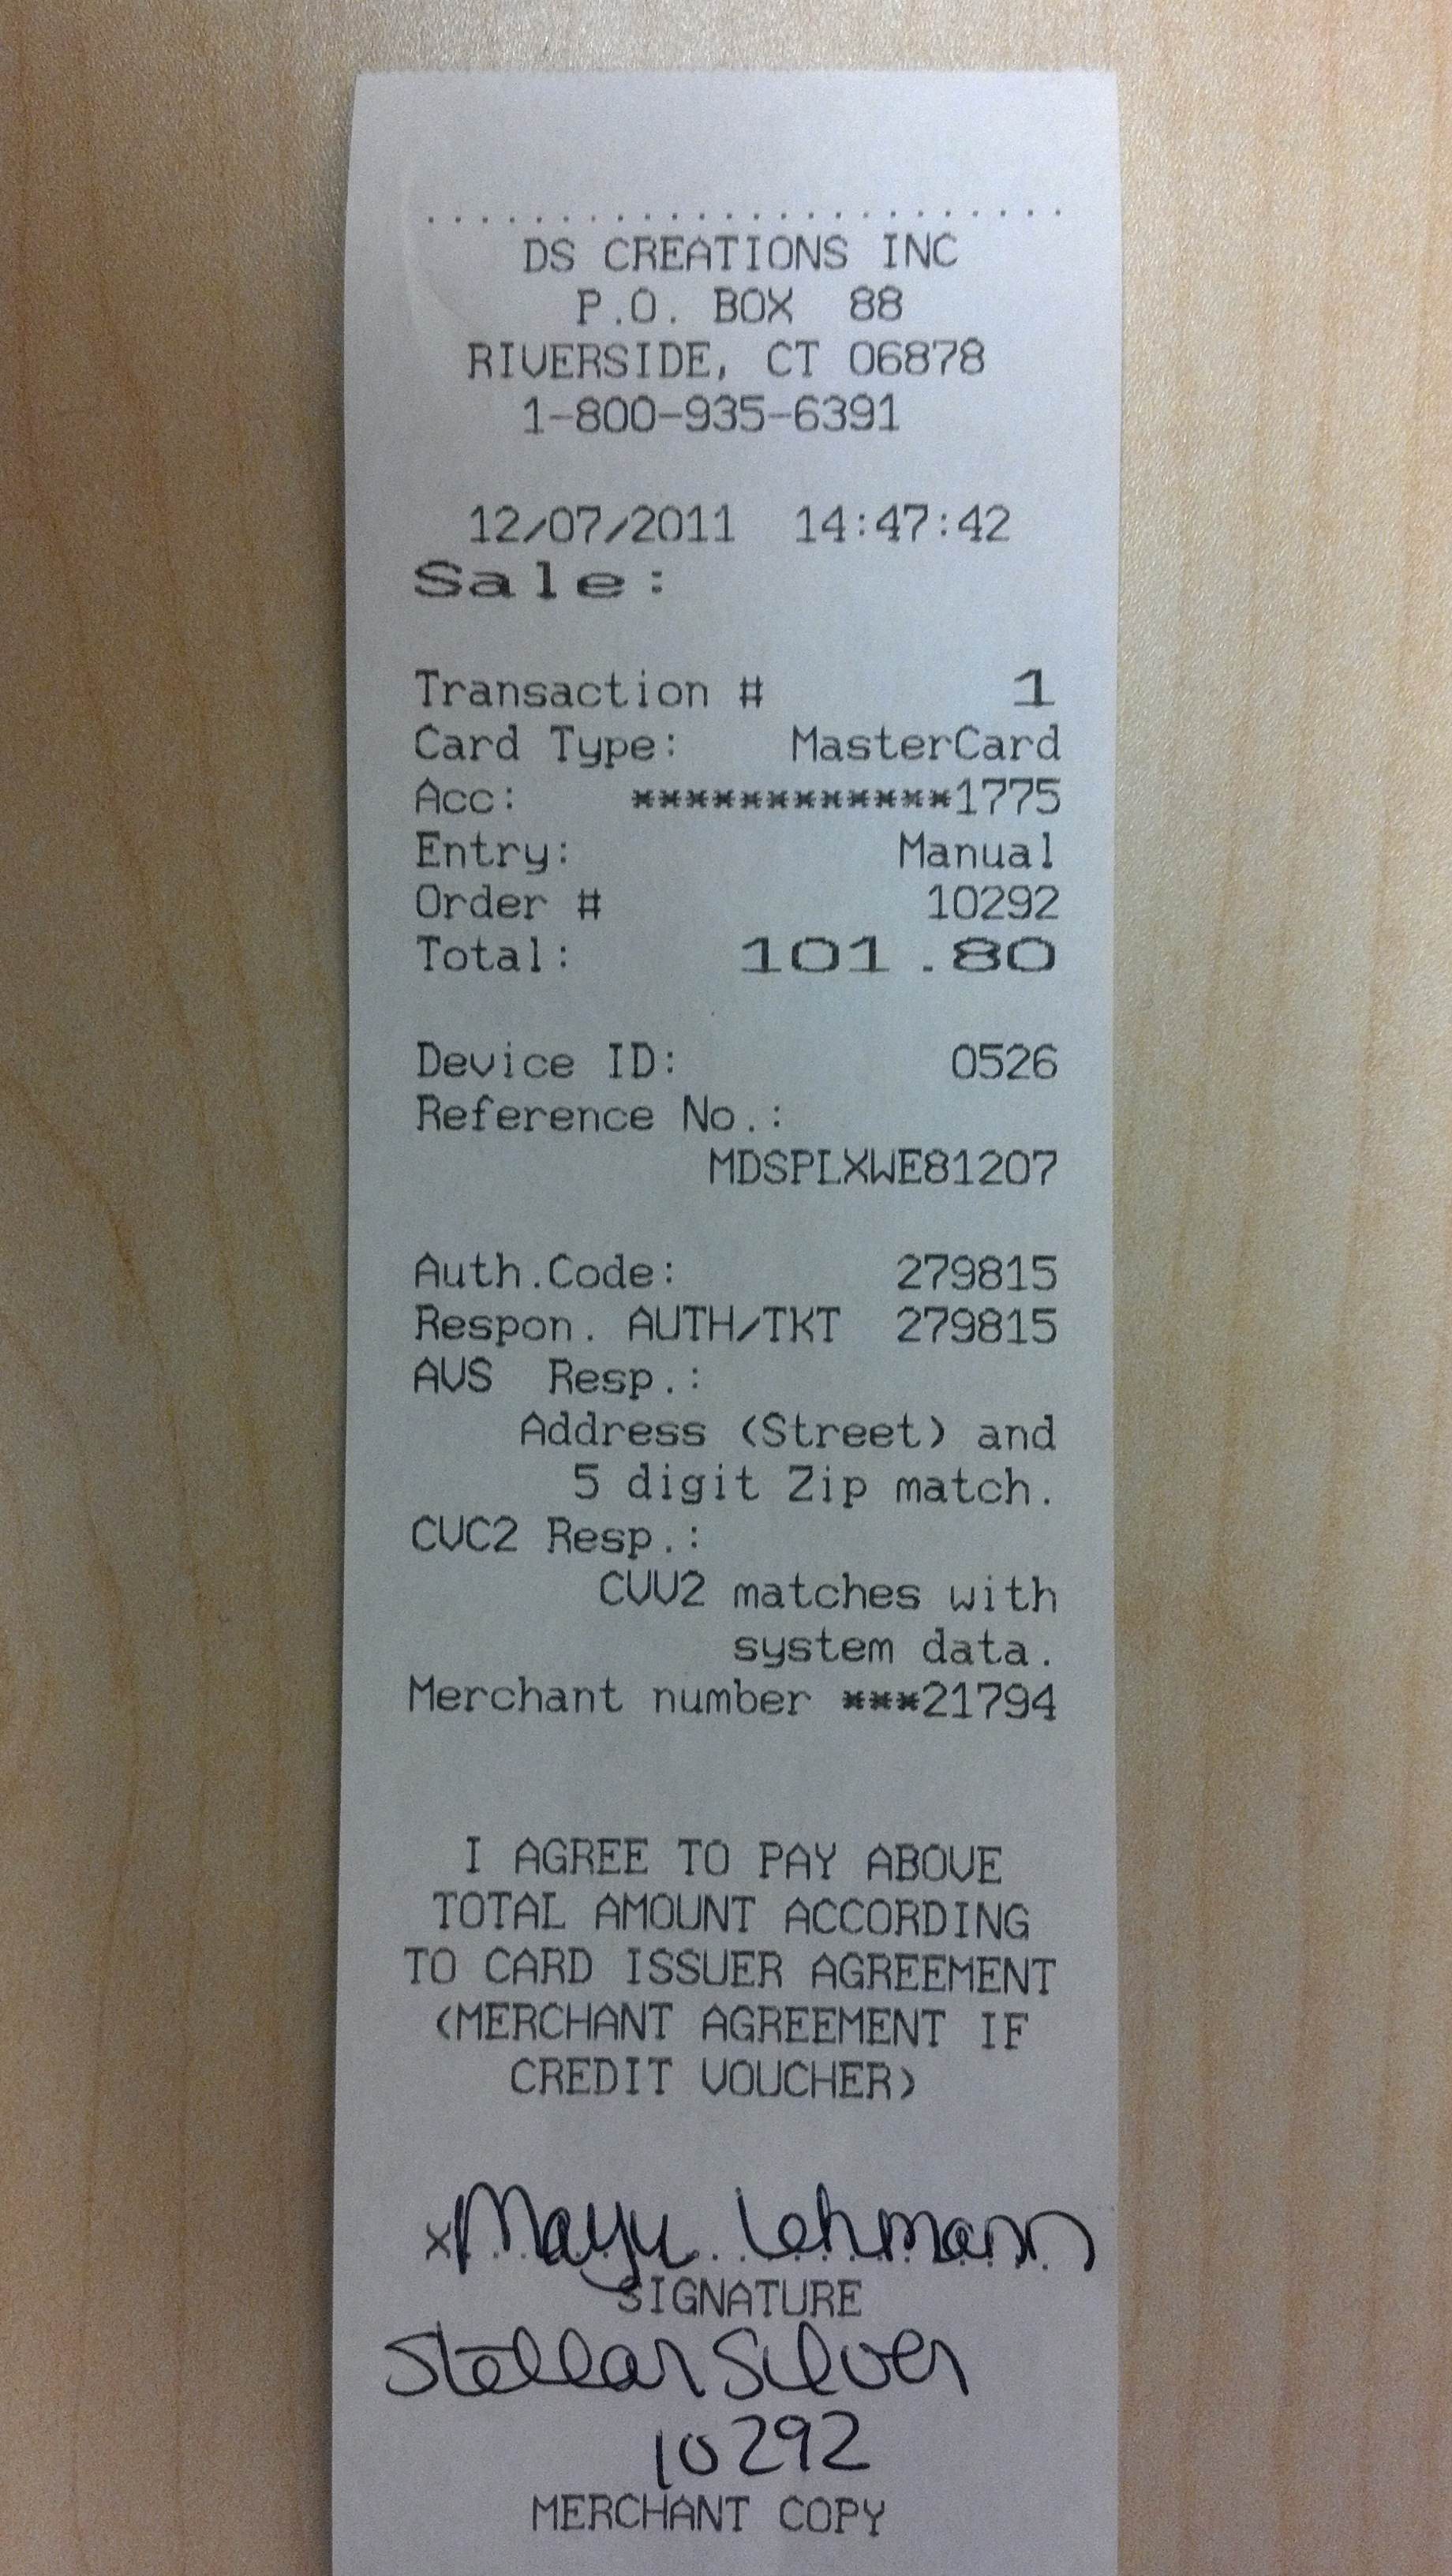 DS CREATIONS INC
P.O. BOX 88
RIVERSIDE, CT 06878
1-800-935-6391
12/07/2011 14:47:42
Sale:
Transaction # 1
Card Type: MasterCard
Acc: ************1775
Entry: Manual
Order # 10292
Total: 101.80
Device ID: 0526
Reference No.:
MDSPLXWE81207
Auth.Code: 279815
Respon. AUTH/TKT 279815
AVS Resp.:
Address (Street) and
5 digit Zip match.
CVC2 Resp.:
CVV2 matches with
system data.
Merchant number ***21794
I AGREE TO PAY ABOVE
TOTAL AMOUNT ACCORDING
TO CARD ISSUER AGREEMENT
(MERCHANT AGREEMENT IF
CREDIT VOUCHER)
x Lehmann
SIGNATURE
Stellar Silver
10292
MERCHANT COPY